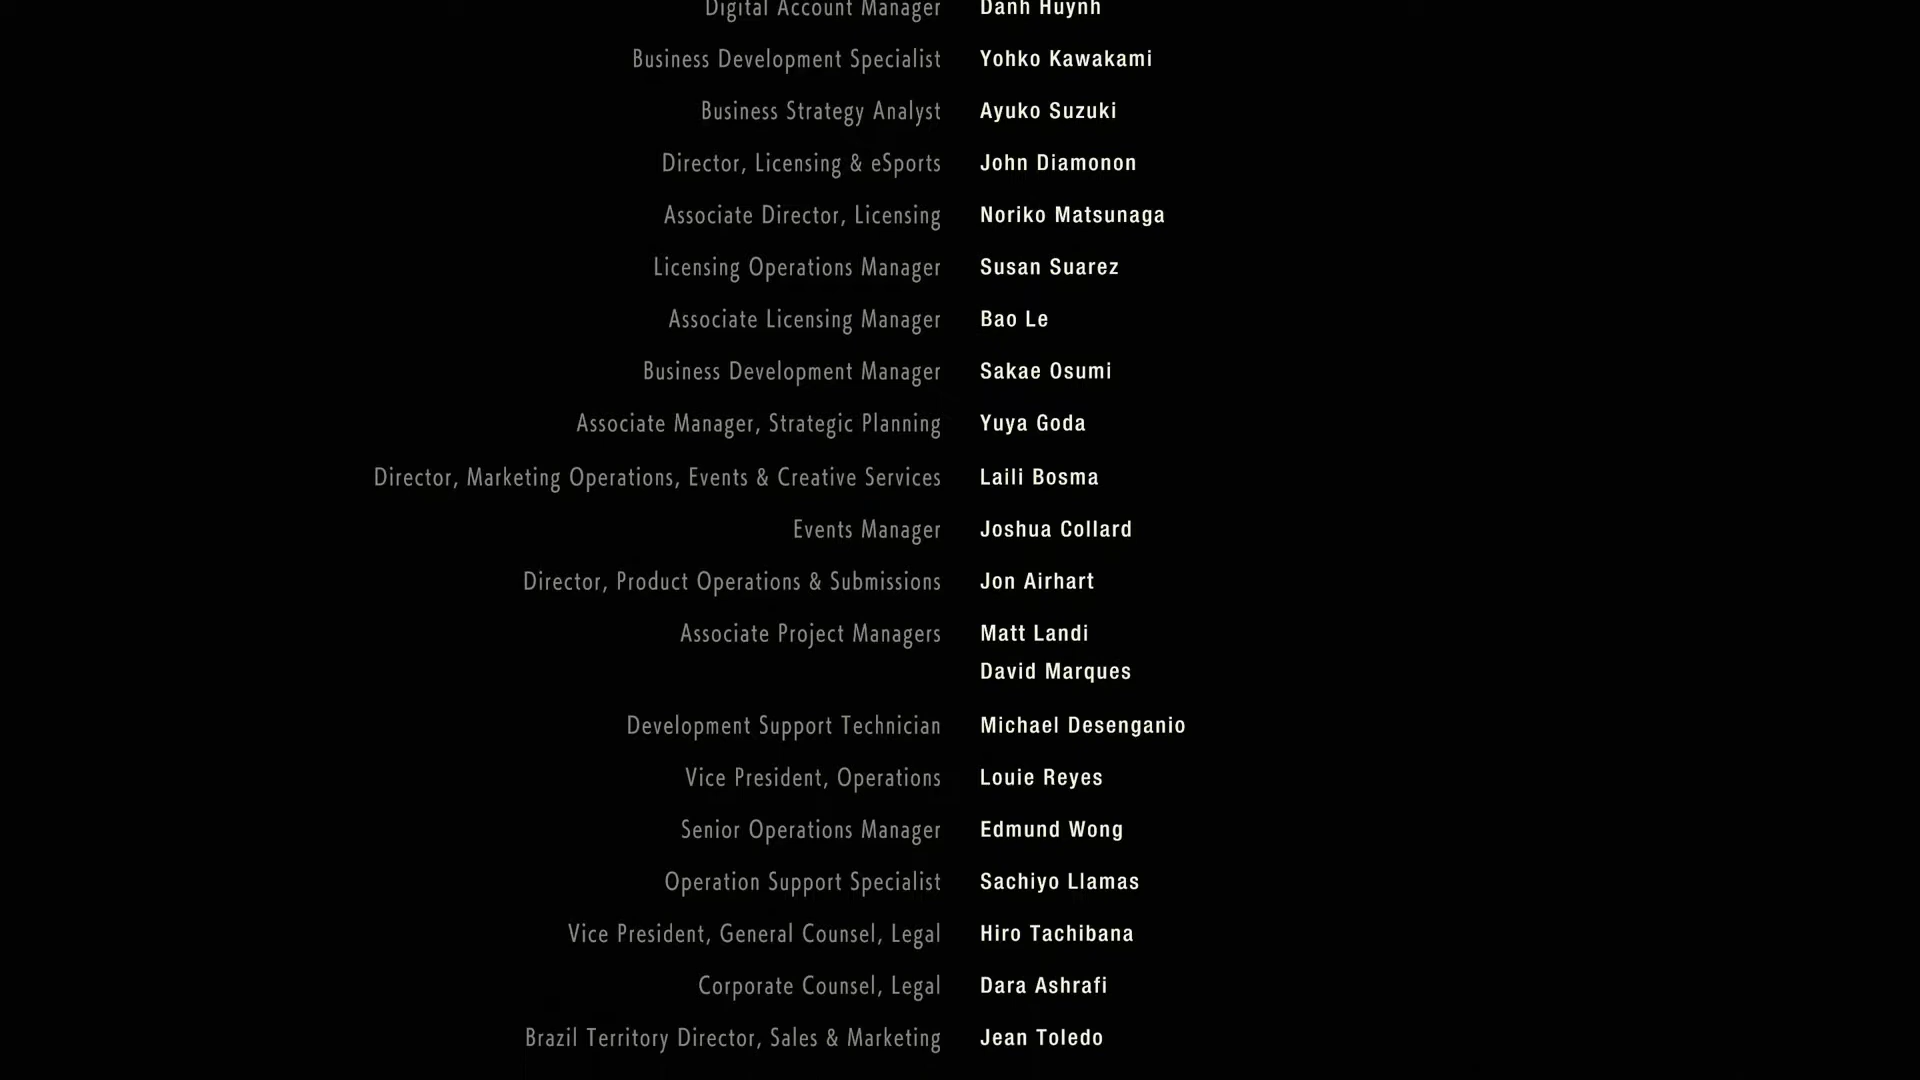 Digital Account Manager Danh Huynh
Business Development Specialist Yohko Kawakami
Business Strategy Analyst Ayuko Suzuki
Director, Licensing & eSports John Diamonon
Associate Director, Licensing Noriko Matsunaga
Licensing Operations Manager Susan Suarez
Associate Licensing Manager Bao Le
Business Development Manager Sakae Osumi
Associate Manager, Strategic Planning Yuya Goda
Director, Marketing Operations, Events & Creative Services Laili Bosma
Events Manager Joshua Collard
Director, Product Operations & Submissions Jon Airhart
Associate Project Managers Matt Landi
David Marques
Development Support Technician Michael Desenganio
Vice President, Operations Louie Reyes
Senior Operations Manager Edmund Wong
Operation Support Specialist Sachiyo Llamas
Vice President, General Counsel, Legal Hiro Tachibana
Corporate Counsel, Legal Dara Ashrafi
Brazil Territory Director, Sales & Marketing Jean Toledo